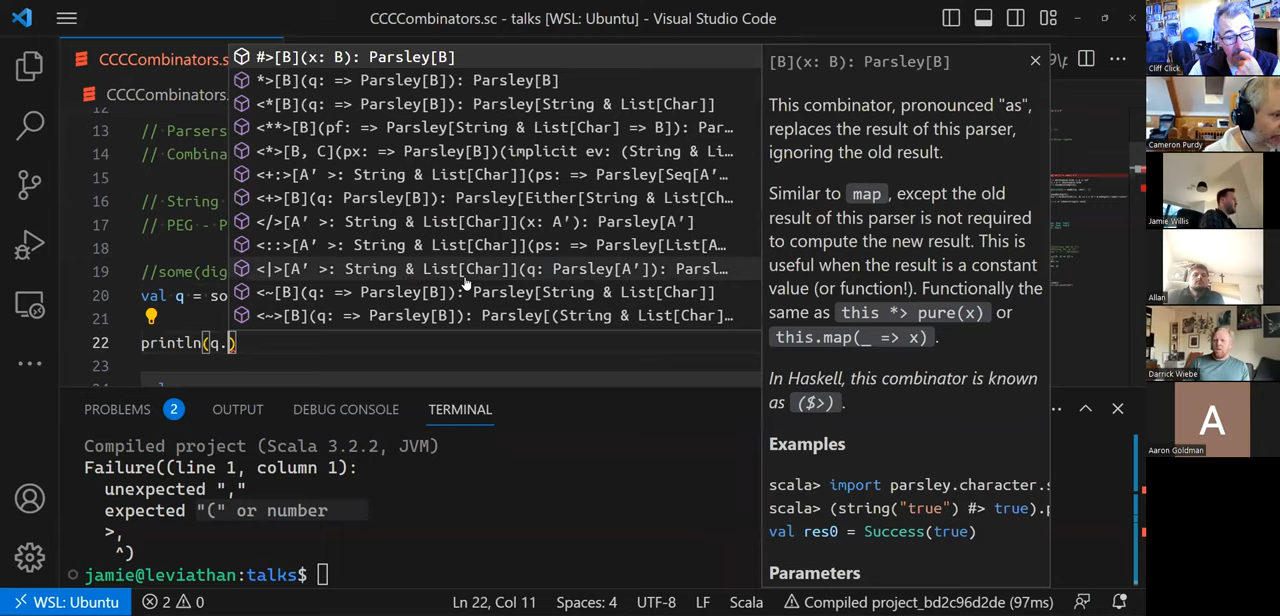 CCCCombinators.sc - talks [WSL: Ubuntu] - Visual Studio Code
CCCCombinators.s
CCCCombinators.
13 // Parsers
14 // Combina
15
16 // String
17 // PEG - P
18
19 //some(dig
20 val q = so
21
22 println(q.)
23
#>[B](x: B): Parsley[B]
*>[B](q: => Parsley[B]): Parsley[B]
<*[B](q: => Parsley[B]): Parsley[String & List[Char]]
<**>[B](pf: => Parsley[String & List[Char] => B]): Par…
<*>[B, C](px: => Parsley[B])(implicit ev: (String & Li…
<+:>[A′ >: String & List[Char]](ps: => Parsley[Seq[A′…
<+>[B](q: Parsley[B]): Parsley[Either[String & List[Ch…
</>[A′ >: String & List[Char]](x: A′): Parsley[A′]
<::>[A′ >: String & List[Char]](ps: => Parsley[List[A…
<|>[A′ >: String & List[Char]](q: Parsley[A′]): Parsl…
<~[B](q: => Parsley[B]): Parsley[String & List[Char]]
<~>[B](q: => Parsley[B]): Parsley[(String & List[Char]…
[B](x: B): Parsley[B]
This combinator, pronounced "as",
replaces the result of this parser,
ignoring the old result.
Similar to map, except the old
result of this parser is not required
to compute the new result. This is
useful when the result is a constant
value (or function!). Functionally the
same as this *> pure(x) or
this.map(_ => x).
In Haskell, this combinator is known
as ($>).
Examples
scala> import parsley.character.s
scala> (string("true") #> true).p
val res0 = Success(true)
Parameters
PROBLEMS 2 OUTPUT DEBUG CONSOLE TERMINAL
Compiled project (Scala 3.2.2, JVM)
Failure((line 1, column 1):
unexpected ","
expected "(" or number
>,
^)
jamie@leviathan:talks$
WSL: Ubuntu 2 0 Ln 22, Col 11 Spaces: 4 UTF-8 LF Scala Compiled project_bd2c96d2de (97ms)
Cliff Click
Cameron Purdy
Jamie Willis
Allan
Darrick Wiebe
A
Aaron Goldman